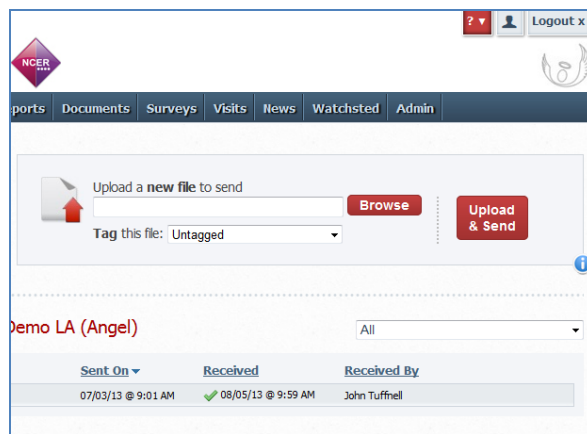 ? ▼ Logout x
NCER
ports Documents Surveys Visits News Watchsted Admin
Upload a new file to send
Browse
Upload & Send
Tag this file: Untagged
Demo LA (Angel)
All
Sent On Received Received By
07/03/13 @ 9:01 AM 08/05/13 @ 9:59 AM John Tuffnell